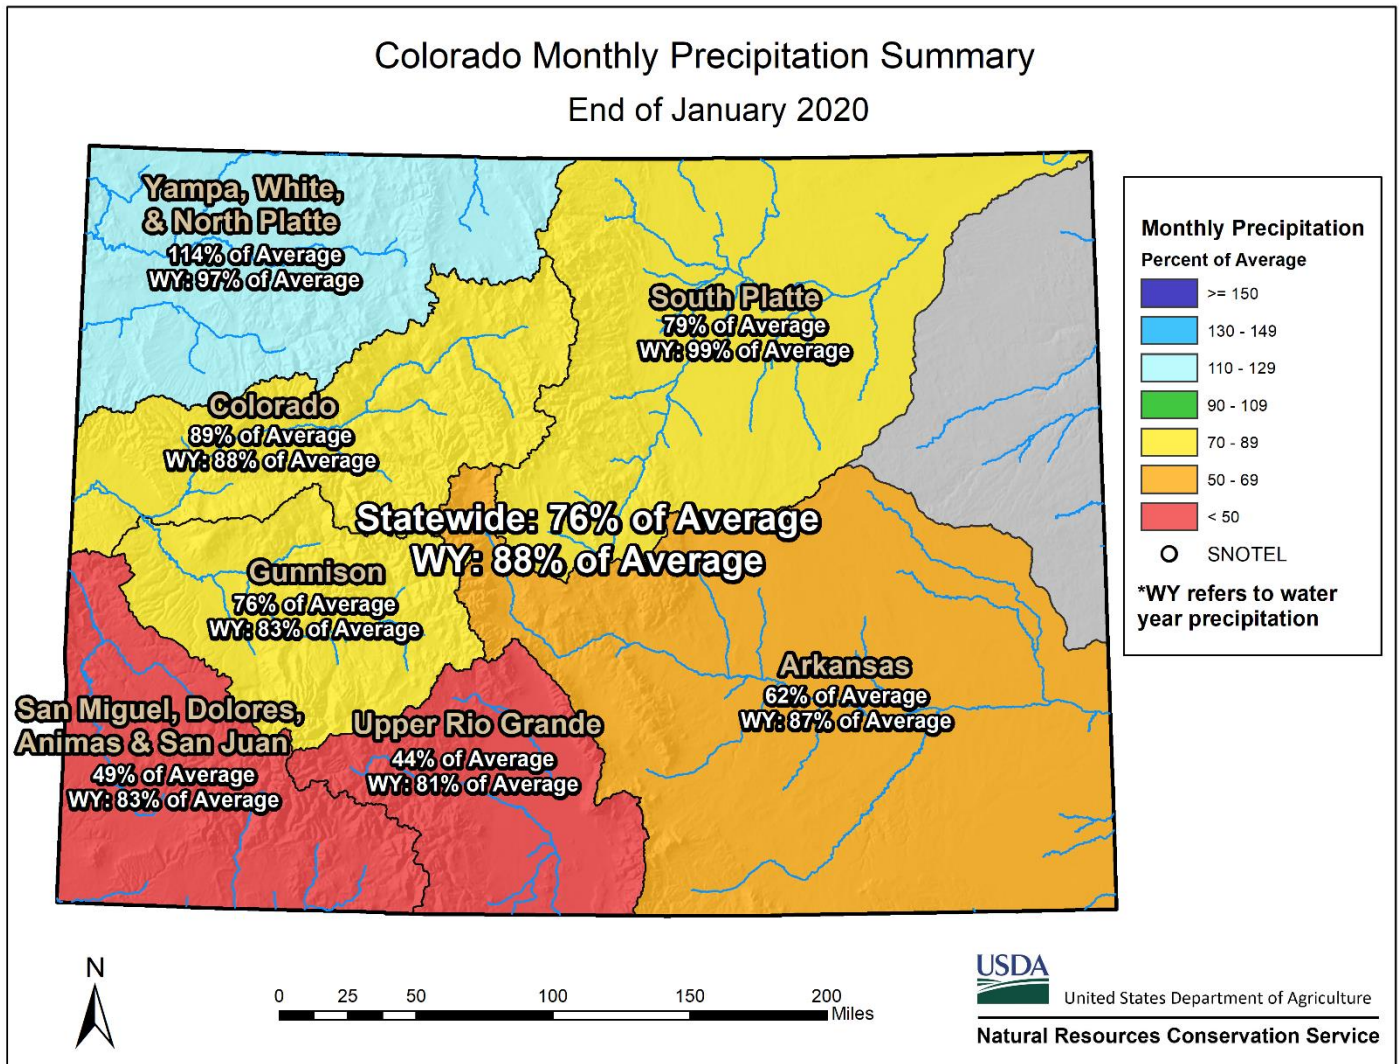 Colorado Monthly Precipitation Summary
End of January 2020
Yampa, White,
& North Platte
114% of Average
WY: 97% of Average
South Platte
79% of Average
WY: 99% of Average
Colorado
89% of Average
WY: 88% of Average
Statewide: 76% of Average
WY: 88% of Average
Gunnison
76% of Average
WY: 83% of Average
Arkansas
62% of Average
WY: 87% of Average
San Miguel, Dolores,
Animas & San Juan
49% of Average
WY: 83% of Average
Upper Rio Grande
44% of Average
WY: 81% of Average
Monthly Precipitation
Percent of Average
>= 150
130 - 149
110 - 129
90 - 109
70 - 89
50 - 69
< 50
SNOTEL
*WY refers to water
year precipitation
N
0 25 50 100 150 200
Miles
USDA
United States Department of Agriculture
Natural Resources Conservation Service